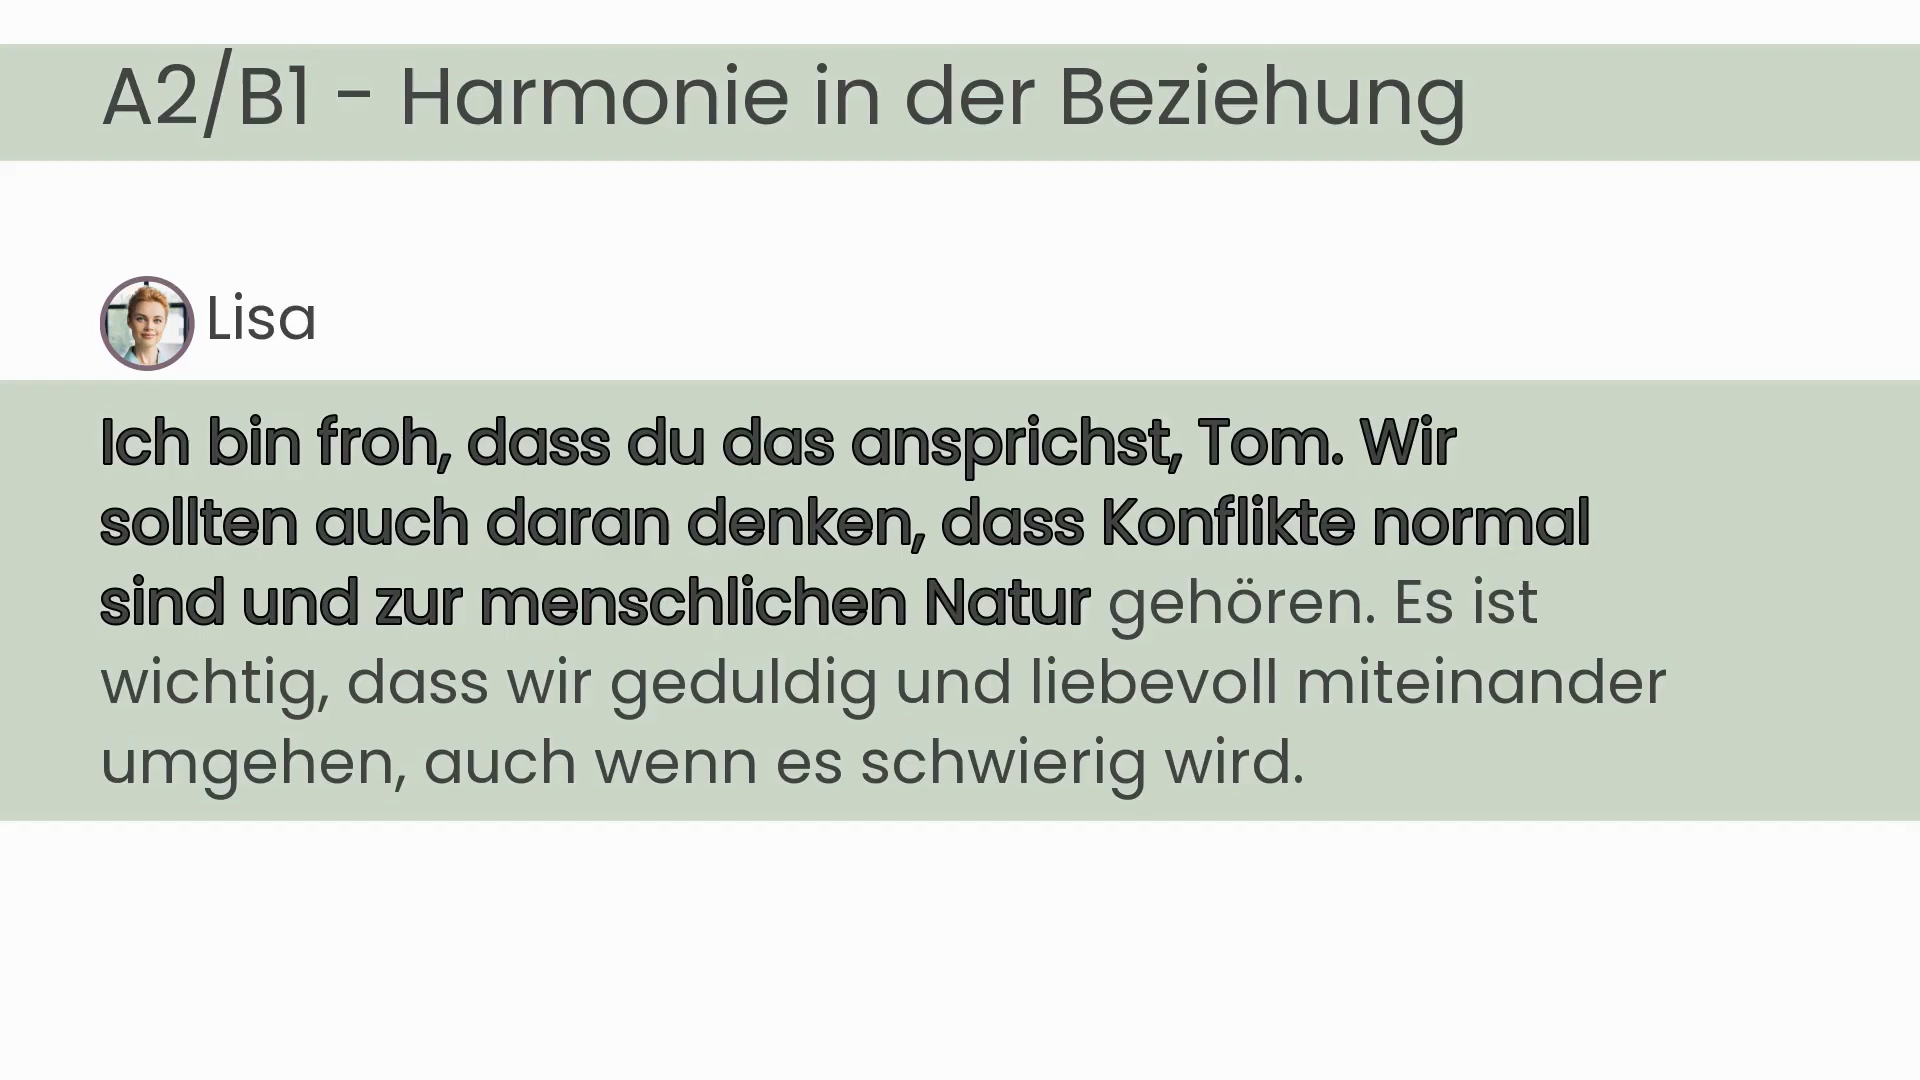 A2/B1 - Harmonie in der Beziehung
Lisa
Ich bin froh, dass du das ansprichst, Tom. Wir
sollten auch daran denken, dass Konflikte normal
sind und zur menschlichen Natur gehören. Es ist
wichtig, dass wir geduldig und liebevoll miteinander
umgehen, auch wenn es schwierig wird.